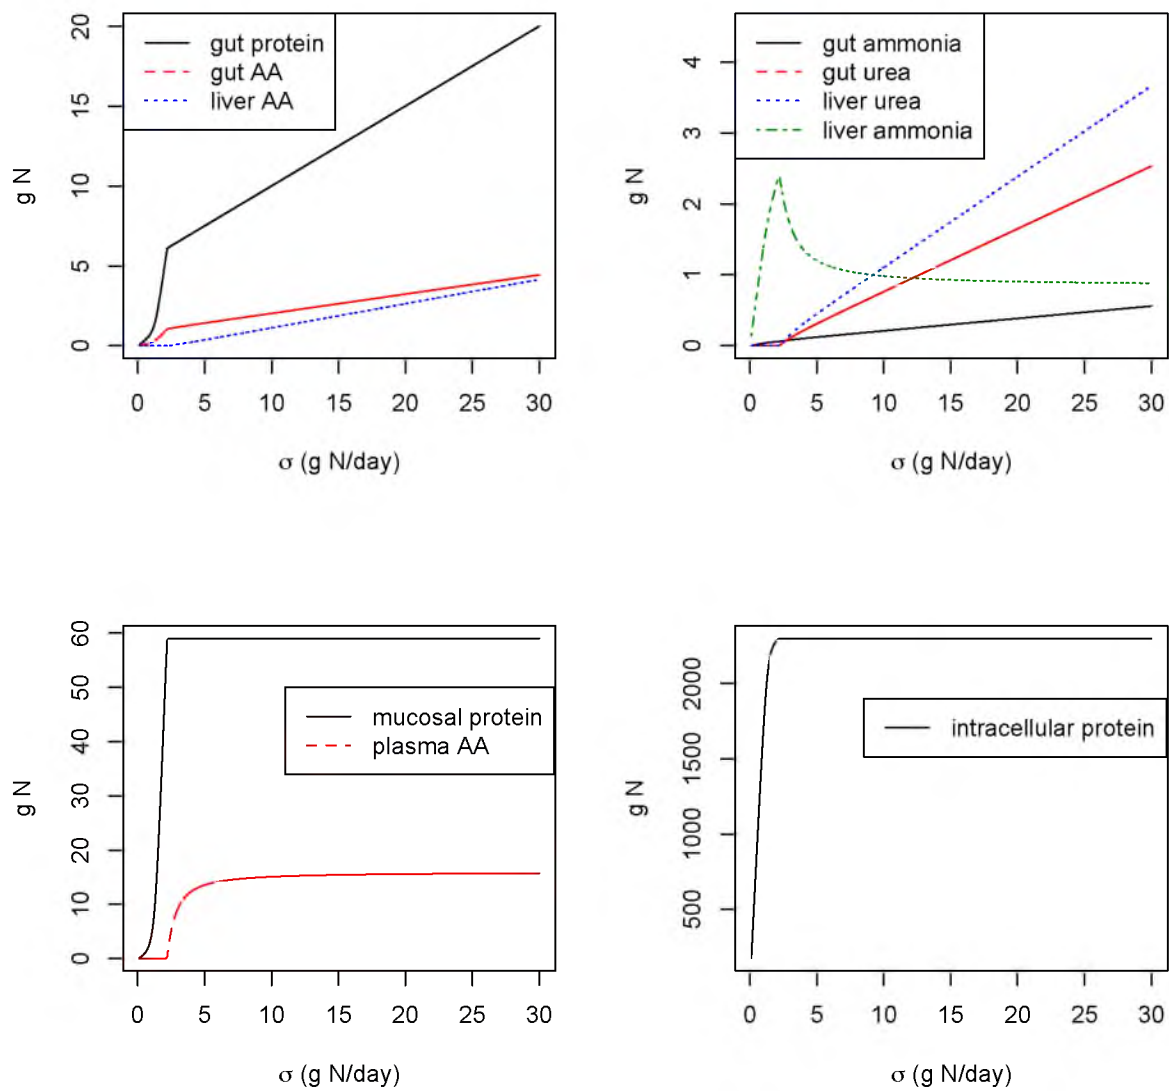 gut protein
gut AA
liver AA
g N
20
15
10
5
0
0 5 10 15 20 25 30
σ (g N/day)
gut ammonia
gut urea
liver urea
liver ammonia
g N
4
3
2
1
0
0 5 10 15 20 25 30
σ (g N/day)
mucosal protein
plasma AA
g N
60
50
40
30
20
10
0
0 5 10 15 20 25 30
σ (g N/day)
intracellular protein
g N
2000
1500
1000
500
0 5 10 15 20 25 30
σ (g N/day)